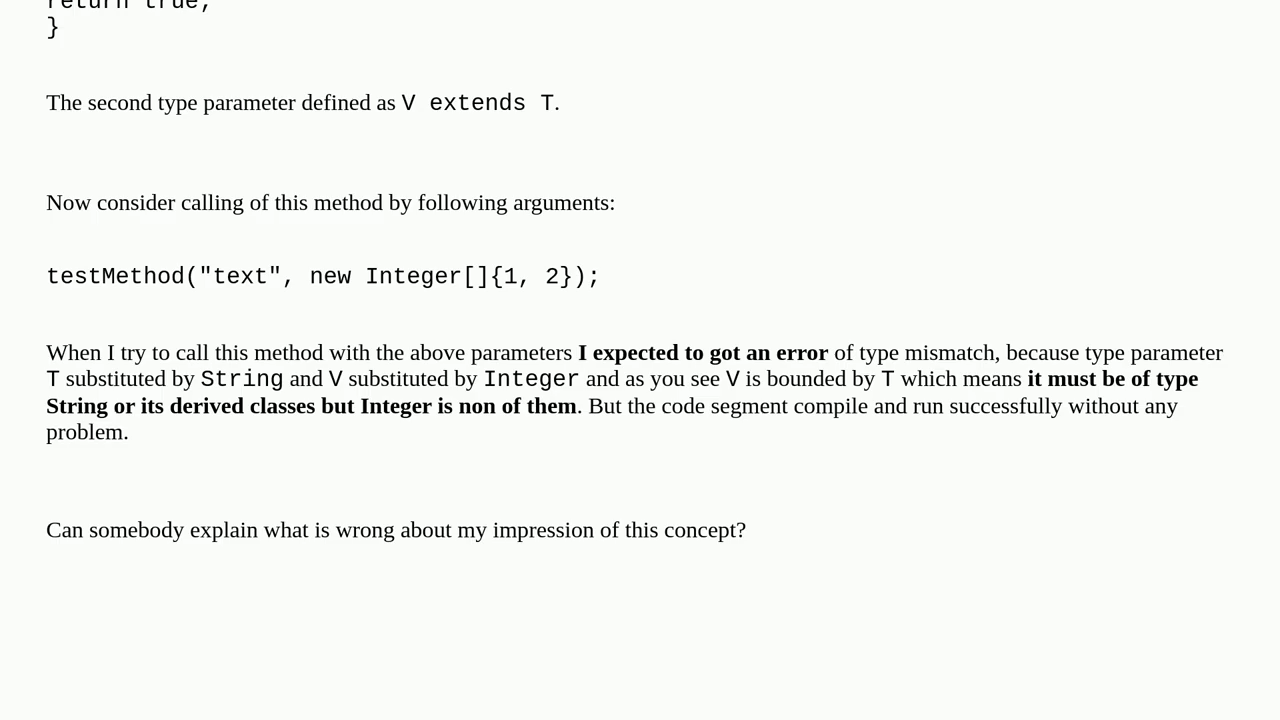 return true;
}
The second type parameter defined as V extends T.
Now consider calling of this method by following arguments:
testMethod("text", new Integer[]{1, 2});
When I try to call this method with the above parameters I expected to got an error of type mismatch, because type parameter
T substituted by String and V substituted by Integer and as you see V is bounded by T which means it must be of type
String or its derived classes but Integer is non of them. But the code segment compile and run successfully without any
problem.
Can somebody explain what is wrong about my impression of this concept?